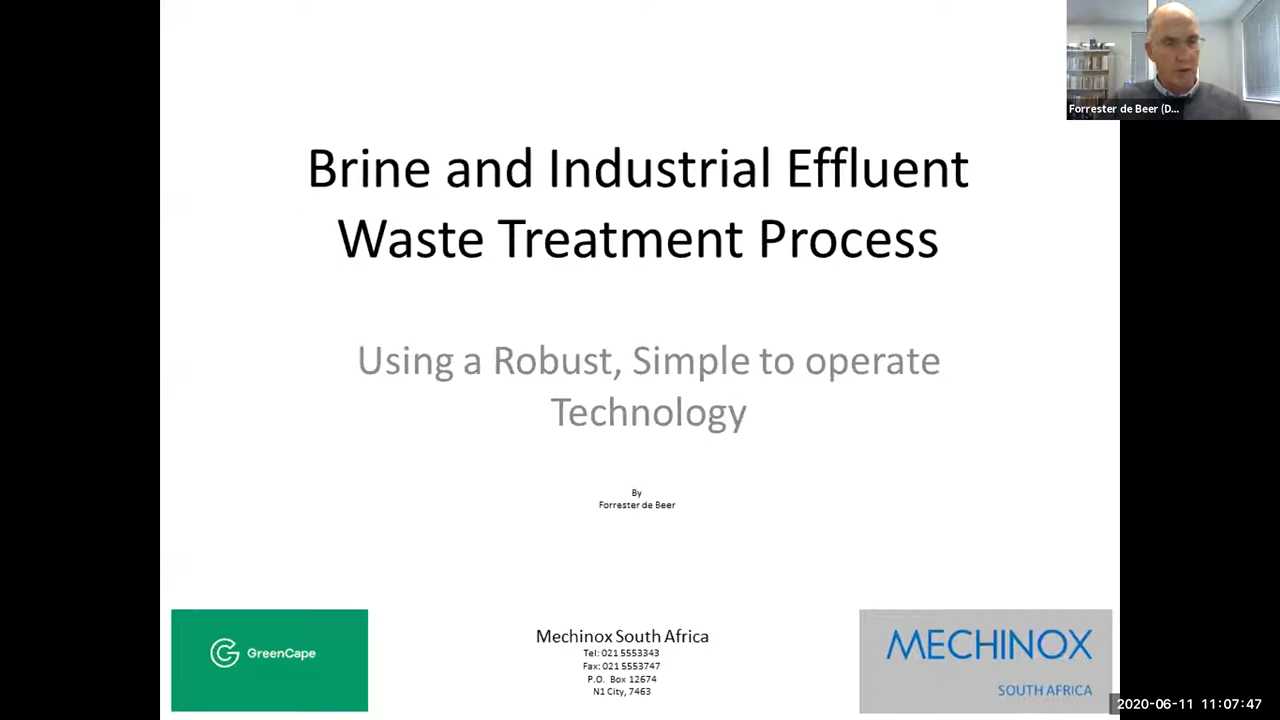 Forrester de Beer (D...
Brine and Industrial Effluent
Waste Treatment Process
Using a Robust, Simple to operate
Technology
By
Forrester de Beer
GreenCape
Mechinox South Africa
Tel: 021 5553343
Fax: 021 5553747
P.O. Box 12674
N1 City, 7463
MECHINOX
SOUTH AFRICA
2020-06-11 11:07:47